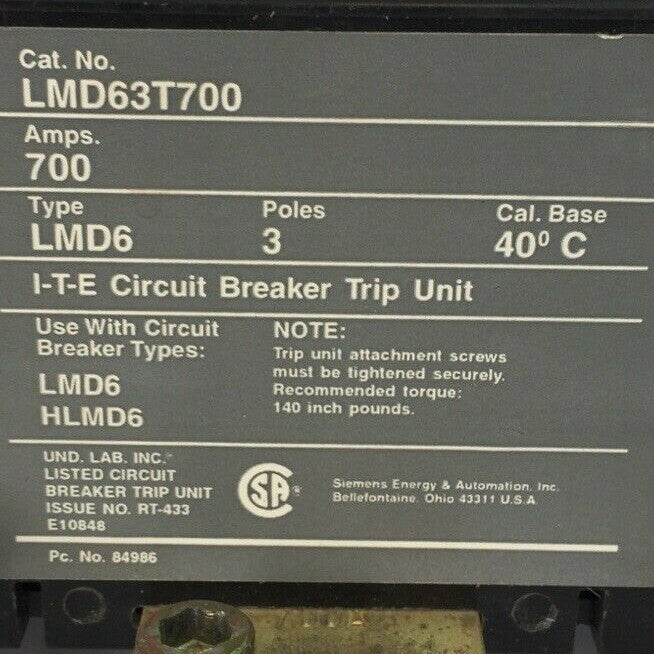 Cat. No.
LMD63T700
Amps.
700
Type Poles Cal. Base
LMD6 3 40⁰ C
I-T-E Circuit Breaker Trip Unit
Use With Circuit
Breaker Types:
LMD6
HLMD6
NOTE:
Trip unit attachment screws
must be tightened securely.
Recommended torque:
140 inch pounds.
UND. LAB. INC.
LISTED CIRCUIT
BREAKER TRIP UNIT
ISSUE NO. RT-433
E10848
SA ®
Siemens Energy & Automation, Inc.
Bellefontaine, Ohio 43311 U.S.A.
Pc. No. 84986